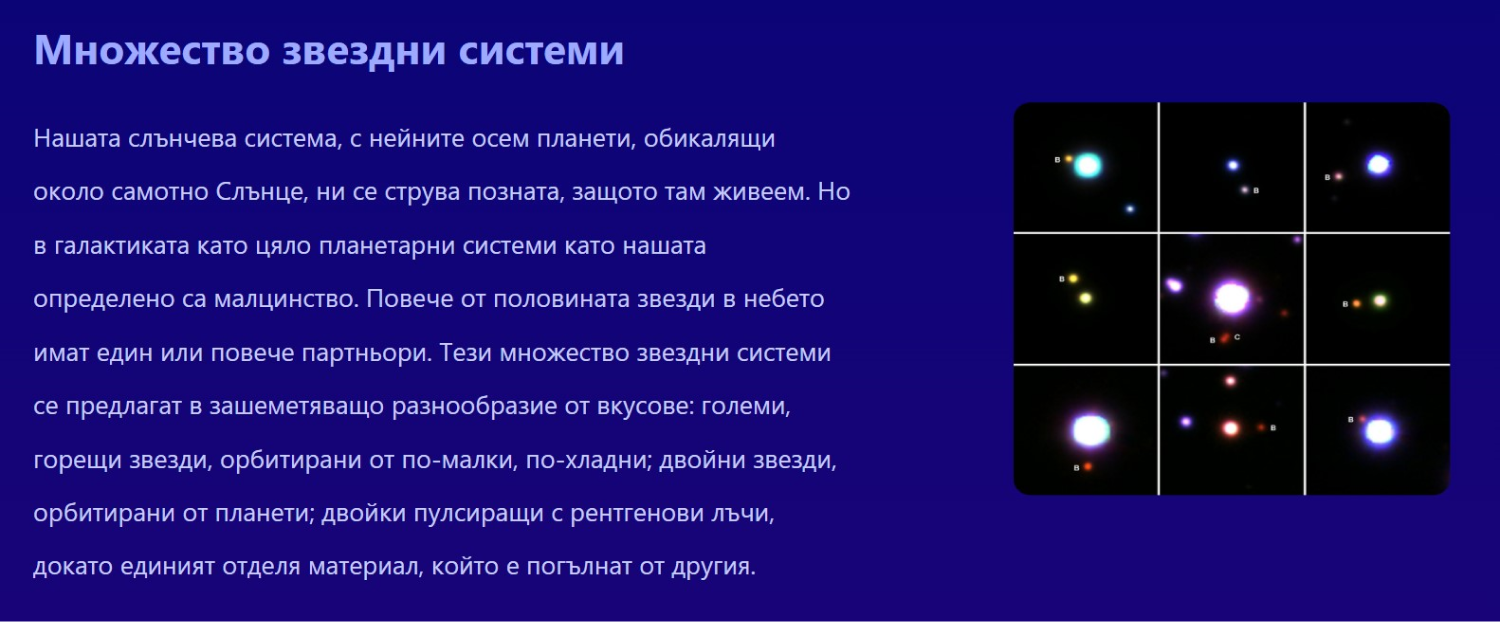 Множество звездни системи
Нашата слънчева система, с нейните осем планети, обикалящи
около самотно Слънце, ни се струва позната, защото там живеем. Но
в галактиката като цяло планетарни системи като нашата
определено са малцинство. Повече от половината звезди в небето
имат един или повече партньори. Тези множество звездни системи
се предлагат в зашеметяващо разнообразие от вкусове: големи,
горещи звезди, орбитирани от по-малки, по-хладни; двойни звезди,
орбитирани от планети; двойки пулсиращи с рентгенови лъчи,
докато единият отделя материал, който е погълнат от другия.
B
B
B
B
B
C
B
B
B
B